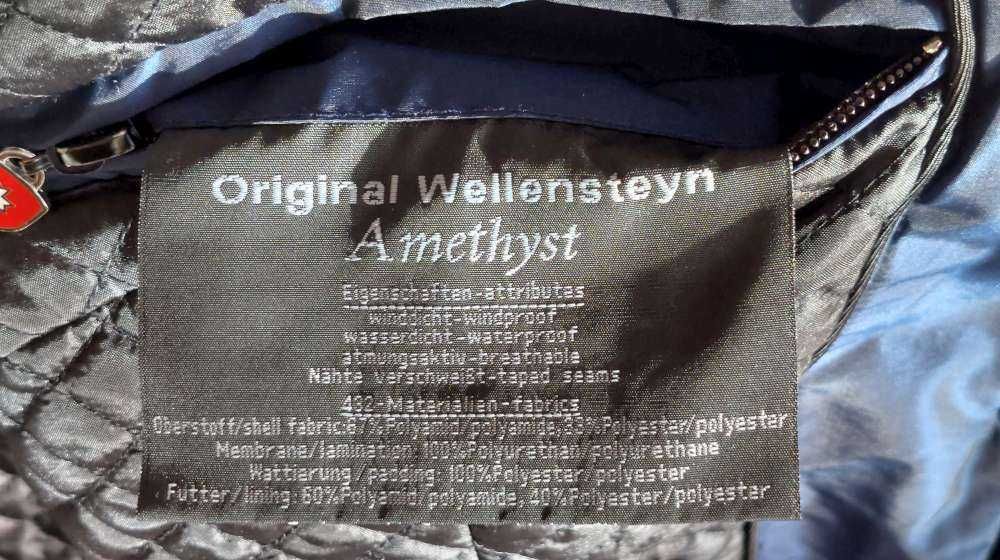 Original Wellensteyn
Amethyst
Eigenschaften-attributes
winddicht-windproof
wasserdicht-waterproof
atmungsaktiv-breathable
Nähte verschweißt-taped seams
432-Materialien-fabrics
Oberstoff/shell fabric:67%Polyamid/polyamide,33%Polyester/polyester
Membrane/lamination:100%Polyurethan/polyurethane
Wattierung/padding:100%Polyester/polyester
Futter/lining:60%Polyamid/polyamide,40%Polyester/polyester